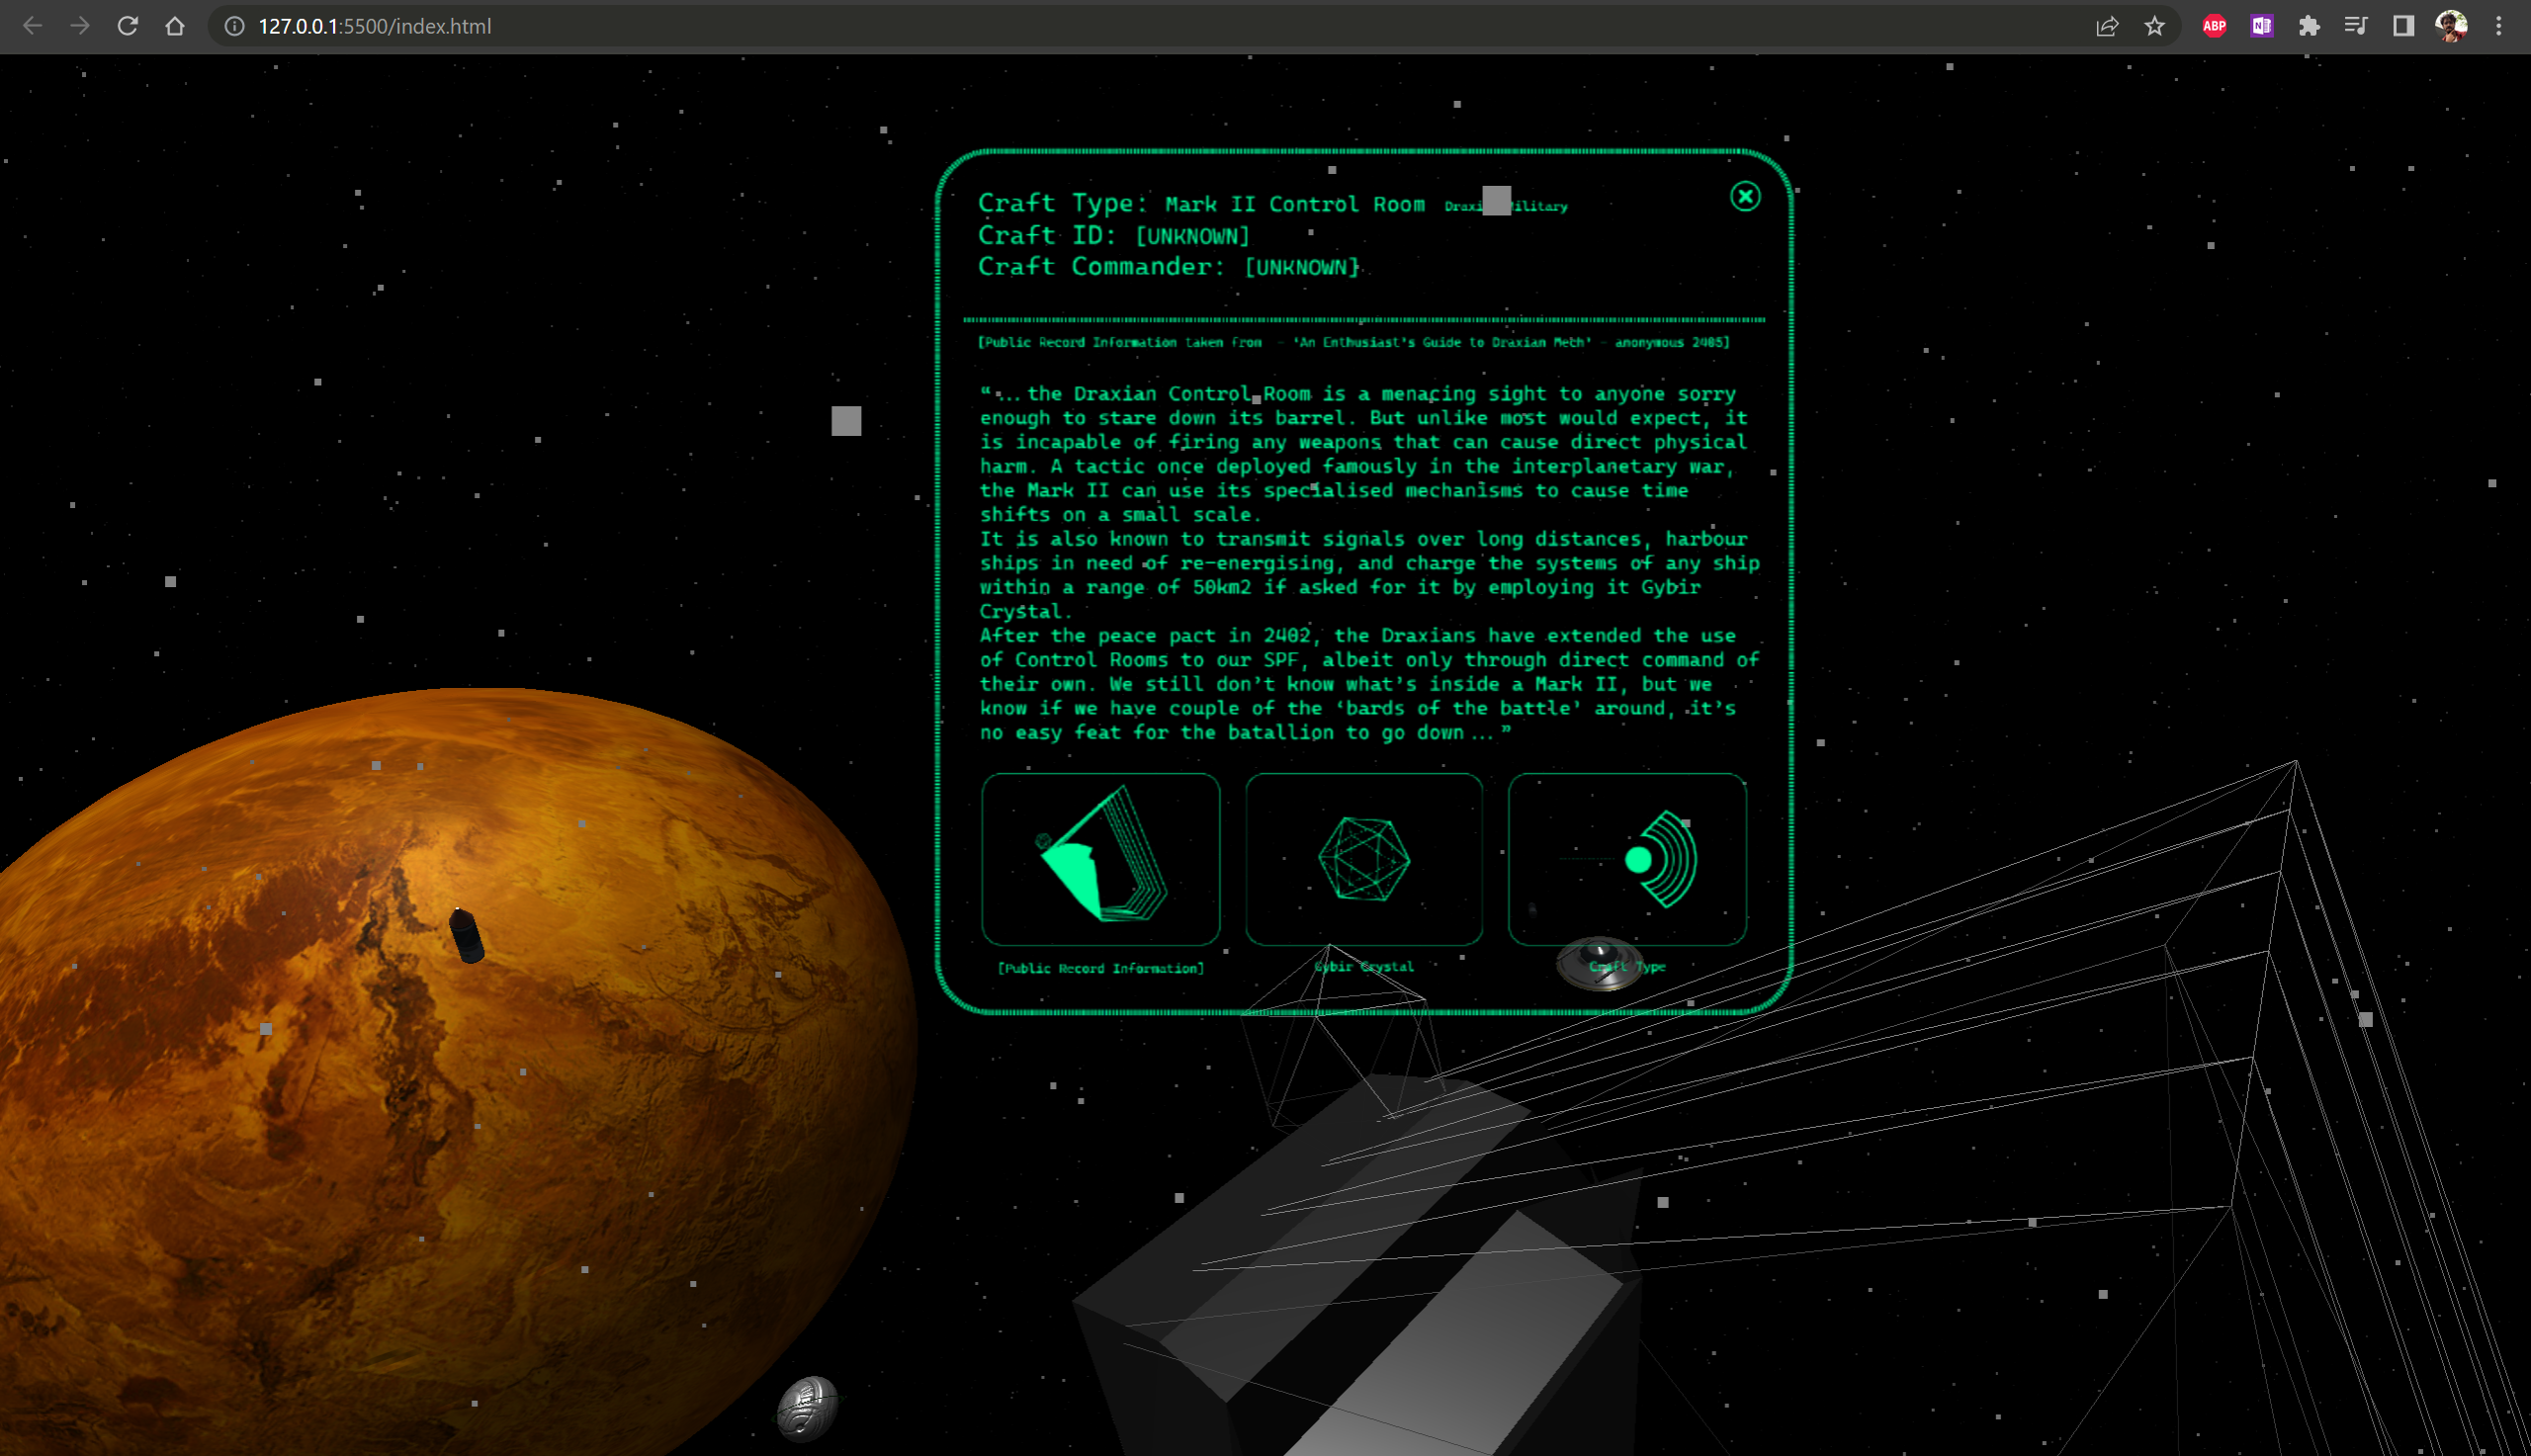 127.0.0.1:5500/index.html
ABP
N
Craft Type: Mark II Control Room
Craft ID: [UNKNOWN]
Craft Commander: [UNKNOWN]
[Public Record Information taken from - ‘An Enthusiast's Guide to Draxian Mech’ - anonymous 2405]
“...the Draxian Control Room is a menacing sight to anyone sorry
enough to stare down its barrel. But unlike most would expect, it
is incapable of firing any weapons that can cause direct physical
harm. A tactic once deployed famously in the interplanetary war,
the Mark II can use its specialised mechanisms to cause time
shifts on a small scale.
It is also known to transmit signals over long distances, harbour
ships in need of re-energising, and charge the systems of any ship
within a range of 50km2 if asked for it by employing it Gybir
Crystal.
After the peace pact in 2402, the Draxians have extended the use
of Control Rooms to our SPF, albeit only through direct command of
their own. We still don’t know what’s inside a Mark II, but we
know if we have couple of the ‘bards of the battle’ around, it’s
no easy feat for the batallion to go down...”
[Public Record Information]
Gybir Crystal
Craft Type